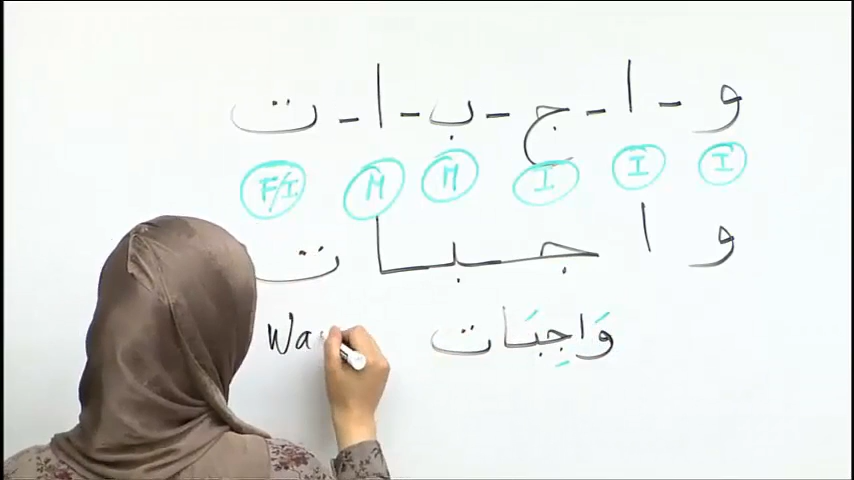 و - ا - ج - ب - ا - ت
I I I M M F/I
و ا جبا ت
وَاجِبَات
Wa